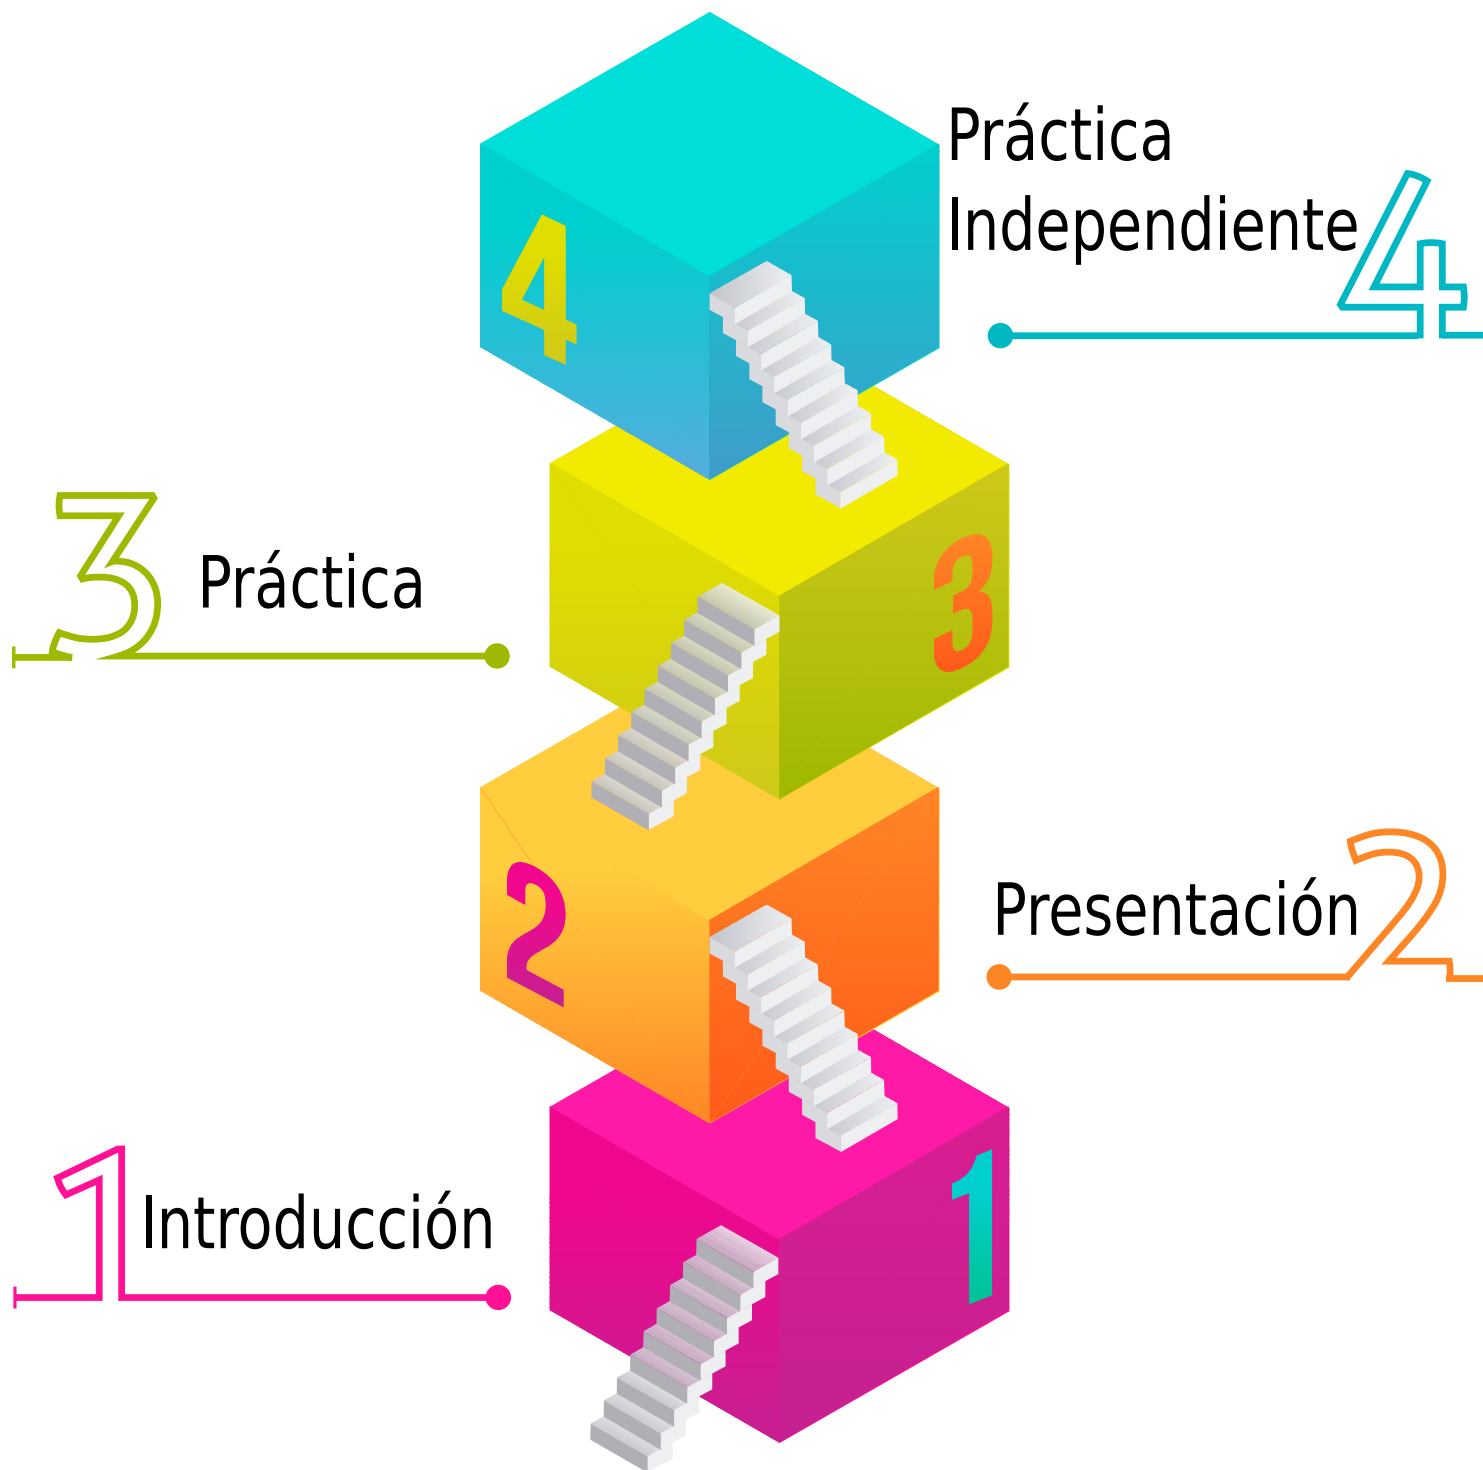 Práctica
Independiente
4
4
3
Práctica
3
Presentación
2
2
1
Introducción
1